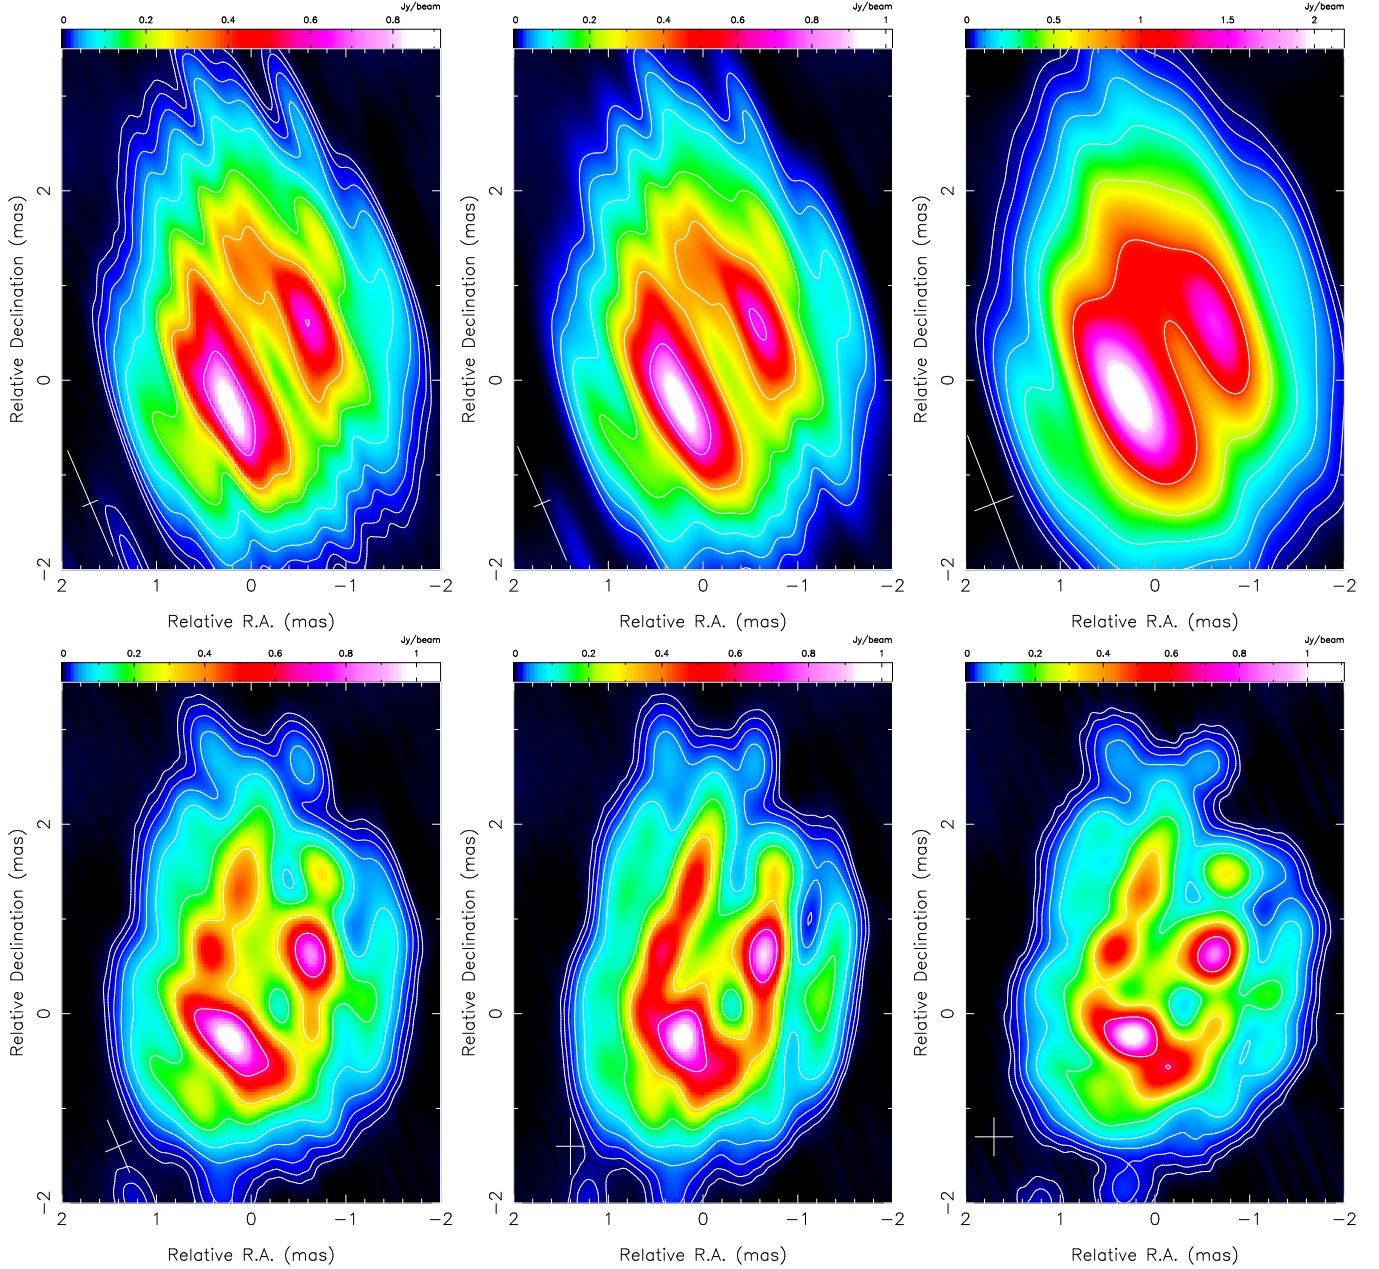 Jy/beam Jy/beam Jy/beam
0 0.2 0.4 0.6 0.8 0 0.2 0.4 0.6 0.8 1 0 0.5 1 1.5 2
Relative Declination (mas) Relative Declination (mas) Relative Declination (mas)
2 2 2
0 0 0
−2 −2 −2
2 1 0 −1 −2 2 1 0 −1 −2 2 1 0 −1 −2
Relative R.A. (mas) Relative R.A. (mas) Relative R.A. (mas)
Jy/beam Jy/beam Jy/beam
0 0.2 0.4 0.6 0.8 1 0 0.2 0.4 0.6 0.8 1 0 0.2 0.4 0.6 0.8 1
Relative Declination (mas) Relative Declination (mas) Relative Declination (mas)
2 2 2
0 0 0
−2 −2 −2
2 1 0 −1 −2 2 1 0 −1 −2 2 1 0 −1 −2
Relative R.A. (mas) Relative R.A. (mas) Relative R.A. (mas)